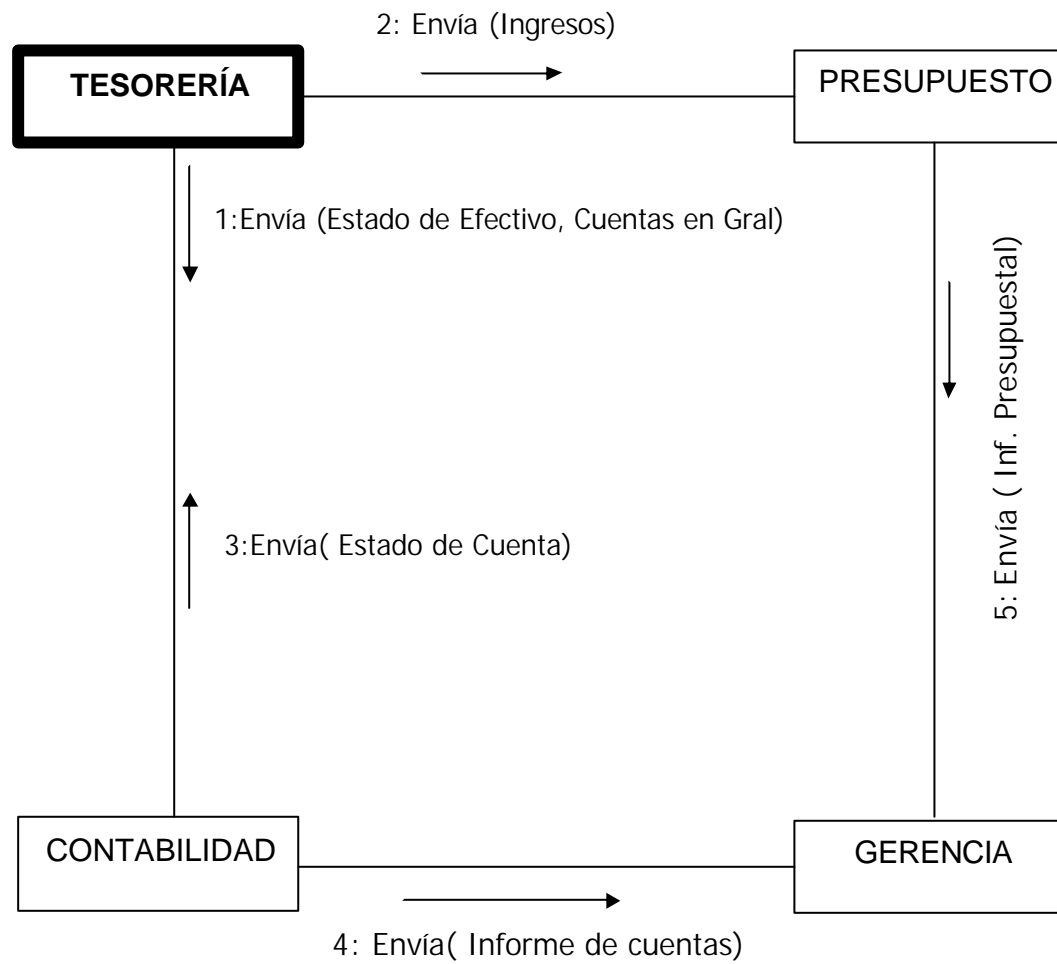 2: Envía (Ingresos)
TESORERÍA
PRESUPUESTO
1:Envía (Estado de Efectivo, Cuentas en Gral)
5: Envía ( Inf. Presupuestal)
3:Envía( Estado de Cuenta)
CONTABILIDAD
GERENCIA
4: Envía( Informe de cuentas)